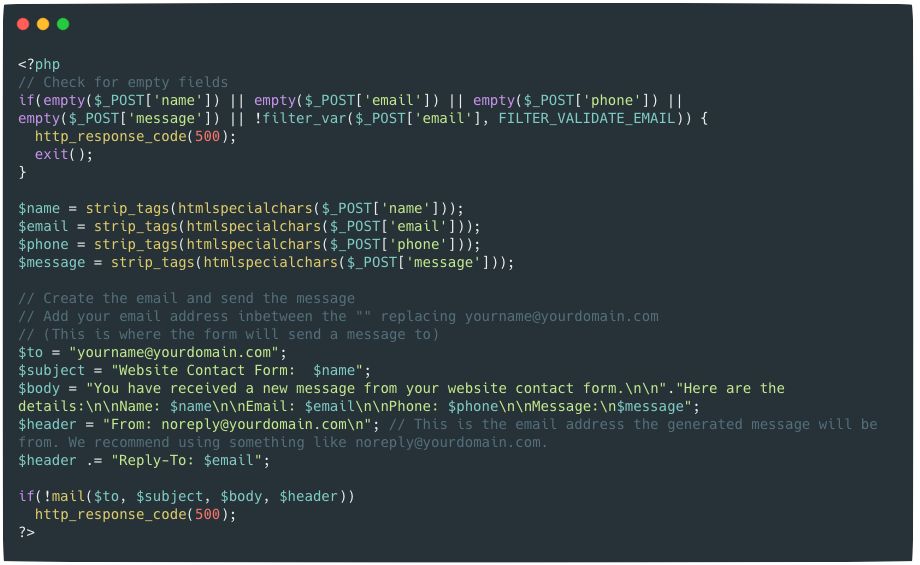 <?php
// Check for empty fields
if(empty($_POST['name']) || empty($_POST['email']) || empty($_POST['phone']) ||
empty($_POST['message']) || !filter_var($_POST['email'], FILTER_VALIDATE_EMAIL)) {
  http_response_code(500);
  exit();
}

$name = strip_tags(htmlspecialchars($_POST['name']));
$email = strip_tags(htmlspecialchars($_POST['email']));
$phone = strip_tags(htmlspecialchars($_POST['phone']));
$message = strip_tags(htmlspecialchars($_POST['message']));

// Create the email and send the message
// Add your email address inbetween the "" replacing yourname@yourdomain.com
// (This is where the form will send a message to)
$to = "yourname@yourdomain.com";
$subject = "Website Contact Form:  $name";
$body = "You have received a new message from your website contact form.\n\n"."Here are the
details:\n\nName: $name\n\nEmail: $email\n\nPhone: $phone\n\nMessage:\n$message";
$header = "From: noreply@yourdomain.com\n"; // This is the email address the generated message will be
from. We recommend using something like noreply@yourdomain.com.
$header .= "Reply-To: $email";

if(!mail($to, $subject, $body, $header))
  http_response_code(500);
?>